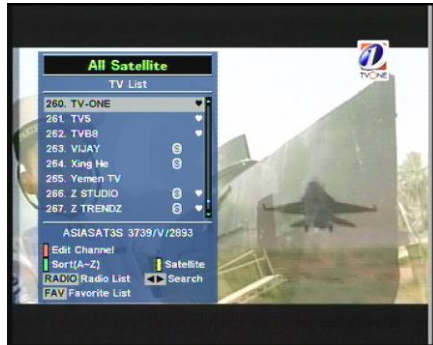 All Satellite
TV List
260. TV-ONE
261. TV5
262. TVB8
263. VIJAY S
264. Xing He S
265. Yemen TV
266. Z STUDIO S
267. Z TRENDZ S
ASIASAT3S 3739/V/2893
Edit Channel
Sort(A~Z) Satellite
RADIO Radio List Search
FAV Favorite List
TVONE